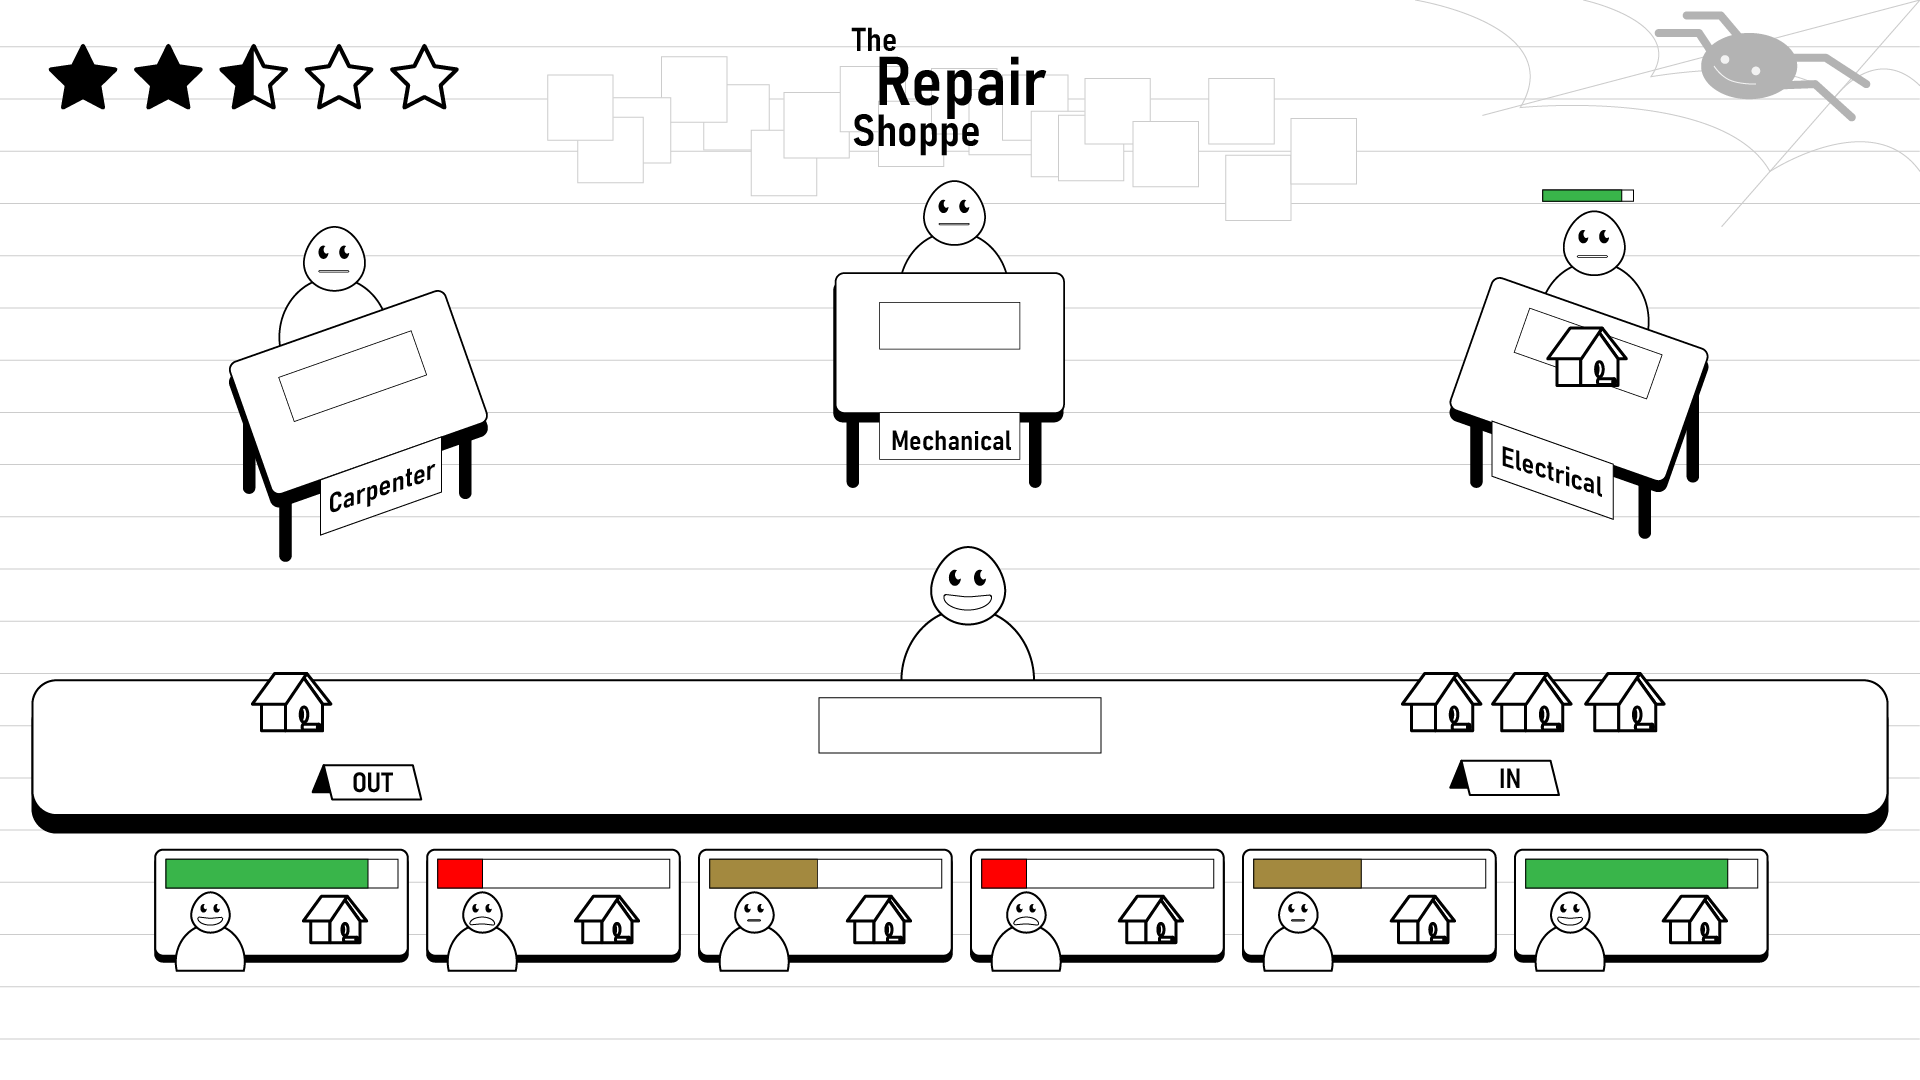 The
Repair
Shoppe
Carpenter
Mechanical
Electrical
OUT
IN